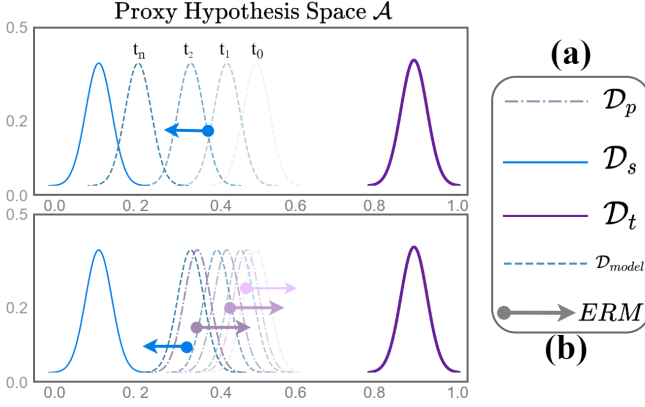 Proxy Hypothesis Space 𝒜
0.5
0.2
0.0
t_n t_2 t_1 t_0
0.0 0. 2 0.4 0.6 0.8 1.0
0.5
0.2
0.0
0.0 0. 2 0.4 0.6 0.8 1.0
(a)
𝒟_p
𝒟_s
𝒟_t
𝒟_model
ERM
(b)